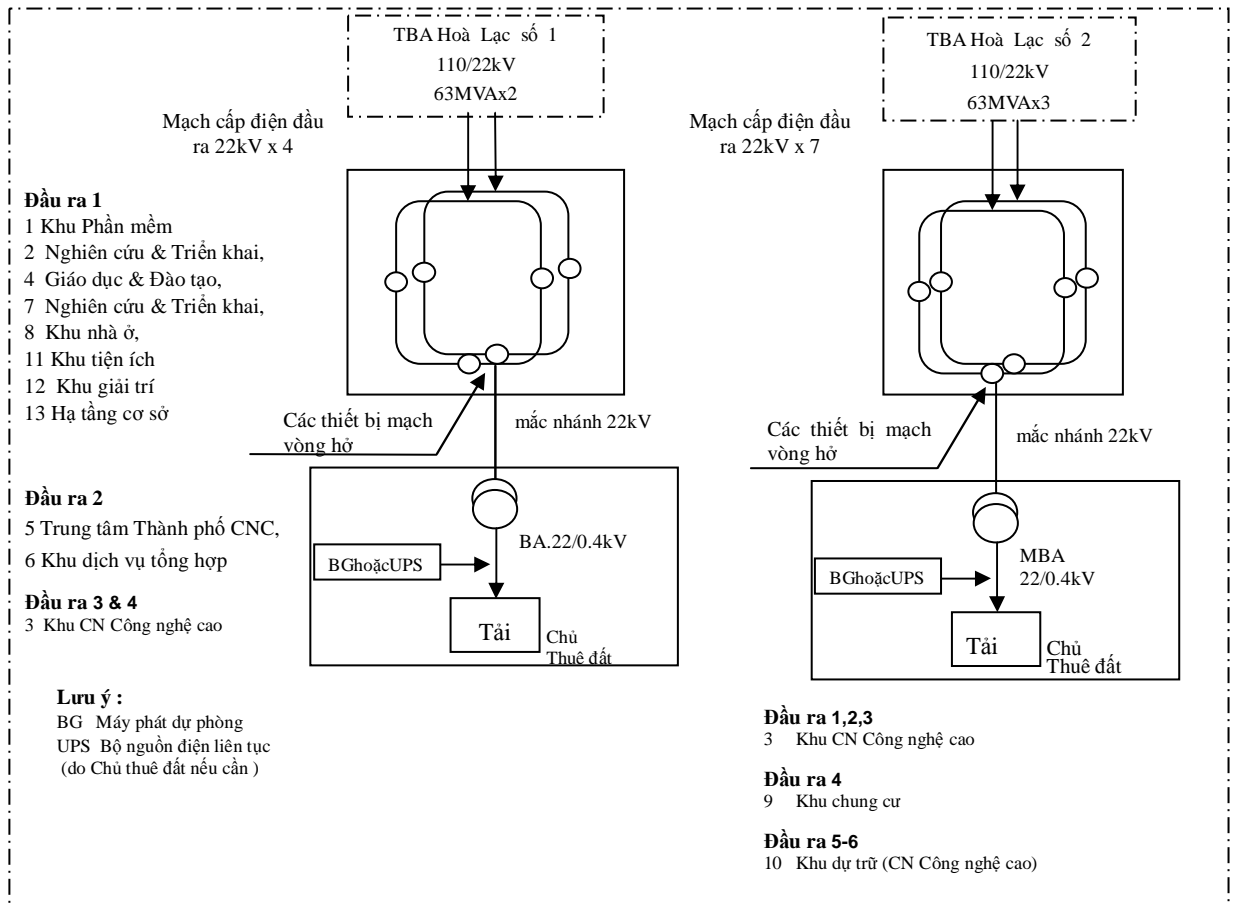 TBA Hoà Lạc số 1
110/22kV
63MVAx2
Mạch cấp điện đầu
ra 22kV x 4
Đầu ra 1
1 Khu Phần mềm
2 Nghiên cứu & Triển khai,
4 Giáo dục & Đào tạo,
7 Nghiên cứu & Triển khai,
8 Khu nhà ở,
11 Khu tiện ích
12 Khu giải trí
13 Hạ tầng cơ sở
Các thiết bị mạch
vòng hở
mắc nhánh 22kV
Đầu ra 2
5 Trung tâm Thành phố CNC,
6 Khu dịch vụ tổng hợp
Đầu ra 3 & 4
3 Khu CN Công nghệ cao
BGhoặcUPS
BA.22/0.4kV
Tải
Chủ
Thuê đất
Lưu ý :
BG Máy phát dự phòng
UPS Bộ nguồn điện liên tục
(do Chủ thuê đất nếu cần )
TBA Hoà Lạc số 2
110/22kV
63MVAx3
Mạch cấp điện đầu
ra 22kV x 7
Các thiết bị mạch
vòng hở
mắc nhánh 22kV
BGhoặcUPS
MBA
22/0.4kV
Tải
Chủ
Thuê đất
Đầu ra 1,2,3
3 Khu CN Công nghệ cao
Đầu ra 4
9 Khu chung cư
Đầu ra 5-6
10 Khu dự trữ (CN Công nghệ cao)